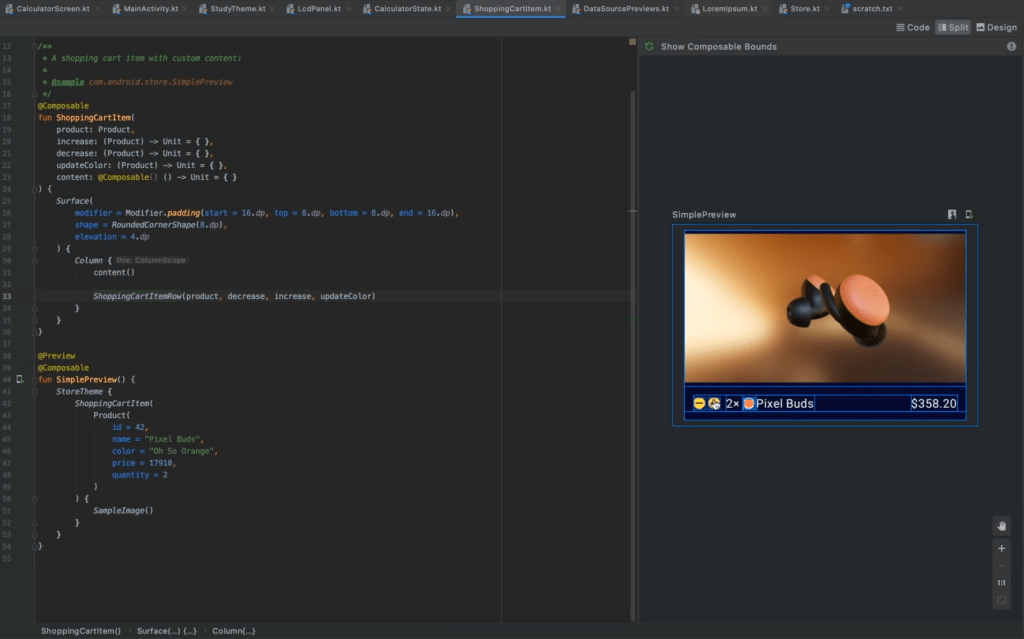 CalculatorScreen.kt MainActivity.kt StudyTheme.kt LcdPanel.kt CalculatorState.kt ShoppingCartItem.kt DataSourcePreviews.kt LoremIpsum.kt Store.kt scratch.txt
Code Split Design
Show Composable Bounds
12 /**
13 * A shopping cart item with custom content:
14 *
15 * @sample com.android.store.SimplePreview
16 */
17 @Composable
18 fun ShoppingCartItem(
19 product: Product,
20 increase: (Product) -> Unit = { },
21 decrease: (Product) -> Unit = { },
22 updateColor: (Product) -> Unit = { },
23 content: @Composable() () -> Unit = { }
24 ) {
25 Surface(
26 modifier = Modifier.padding(start = 16.dp, top = 8.dp, bottom = 8.dp, end = 16.dp),
27 shape = RoundedCornerShape(8.dp),
28 elevation = 4.dp
29 ) {
30 Column { this: ColumnScope
31 content()
32
33 ShoppingCartItemRow(product, decrease, increase, updateColor)
34 }
35 }
36 }
37
38 @Preview
39 @Composable
40 fun SimplePreview() {
41 StoreTheme {
42 ShoppingCartItem(
43 Product(
44 id = 42,
45 name = "Pixel Buds",
46 color = "Oh So Orange",
47 price = 17910,
48 quantity = 2
49 )
50 ) {
51 SampleImage()
52 }
53 }
54 }
55
SimplePreview
2× Pixel Buds $358.20
1:1
ShoppingCartItem() Surface(...) {...} Column{...}